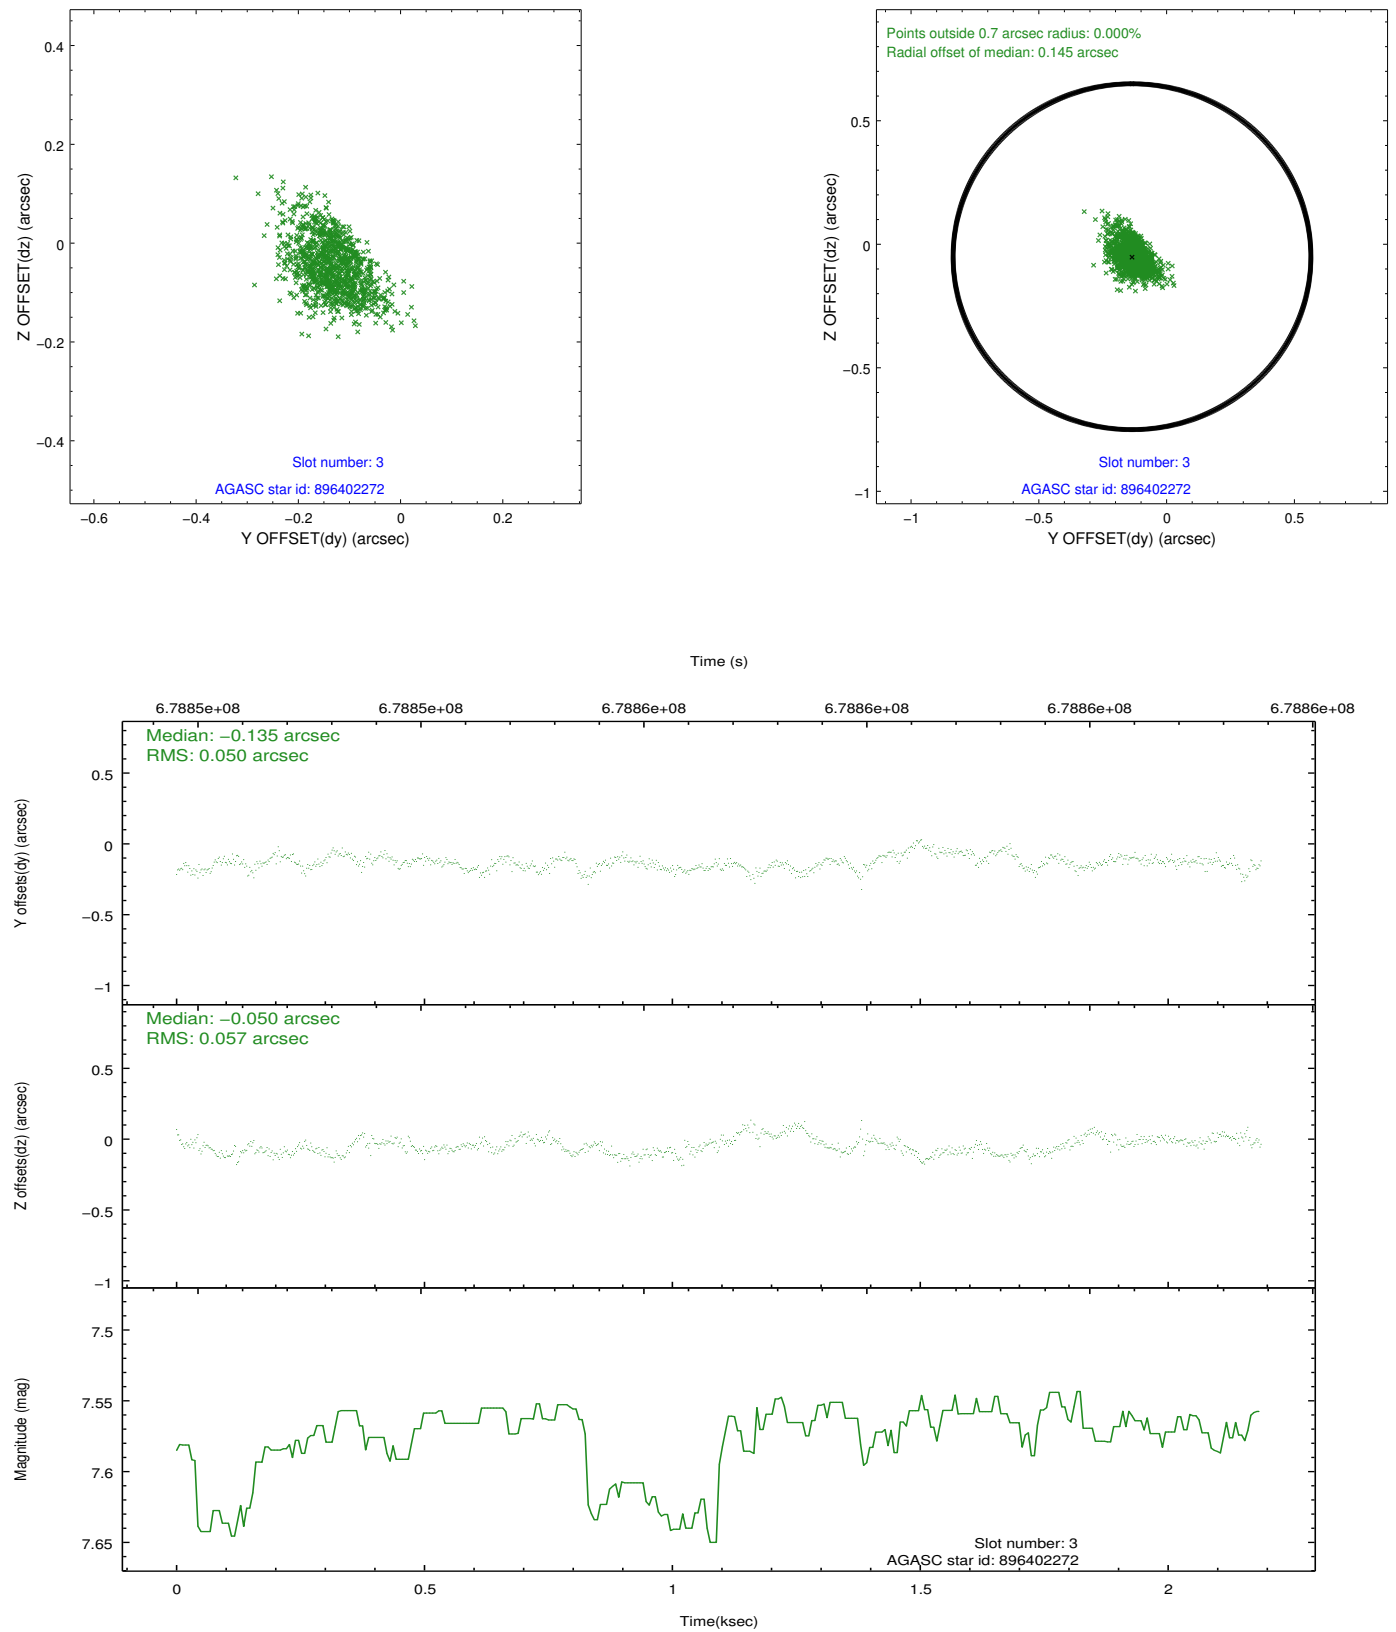 0.4
0.2
0
−0.2
−0.4
Z OFFSET(dz) (arcsec)
Slot number: 3
AGASC star id: 896402272
−0.6
−0.4
−0.2
0
0.2
Y OFFSET(dy) (arcsec)
Points outside 0.7 arcsec radius: 0.000%
Radial offset of median: 0.145 arcsec
0.5
0
−0.5
−1
Z OFFSET(dz) (arcsec)
Slot number: 3
AGASC star id: 896402272
−1
−0.5
0
0.5
Y OFFSET(dy) (arcsec)
Time (s)
6.7885e+08
6.7885e+08
6.7886e+08
6.7886e+08
6.7886e+08
6.7886e+08
Median: −0.135 arcsec
RMS: 0.050 arcsec
0.5
0
−0.5
−1
Y offsets(dy) (arcsec)
Median: −0.050 arcsec
RMS: 0.057 arcsec
0.5
0
−0.5
−1
Z offsets(dz) (arcsec)
7.5
7.55
7.6
7.65
Magnitude (mag)
Slot number: 3
AGASC star id: 896402272
0
0.5
1
1.5
2
Time(ksec)